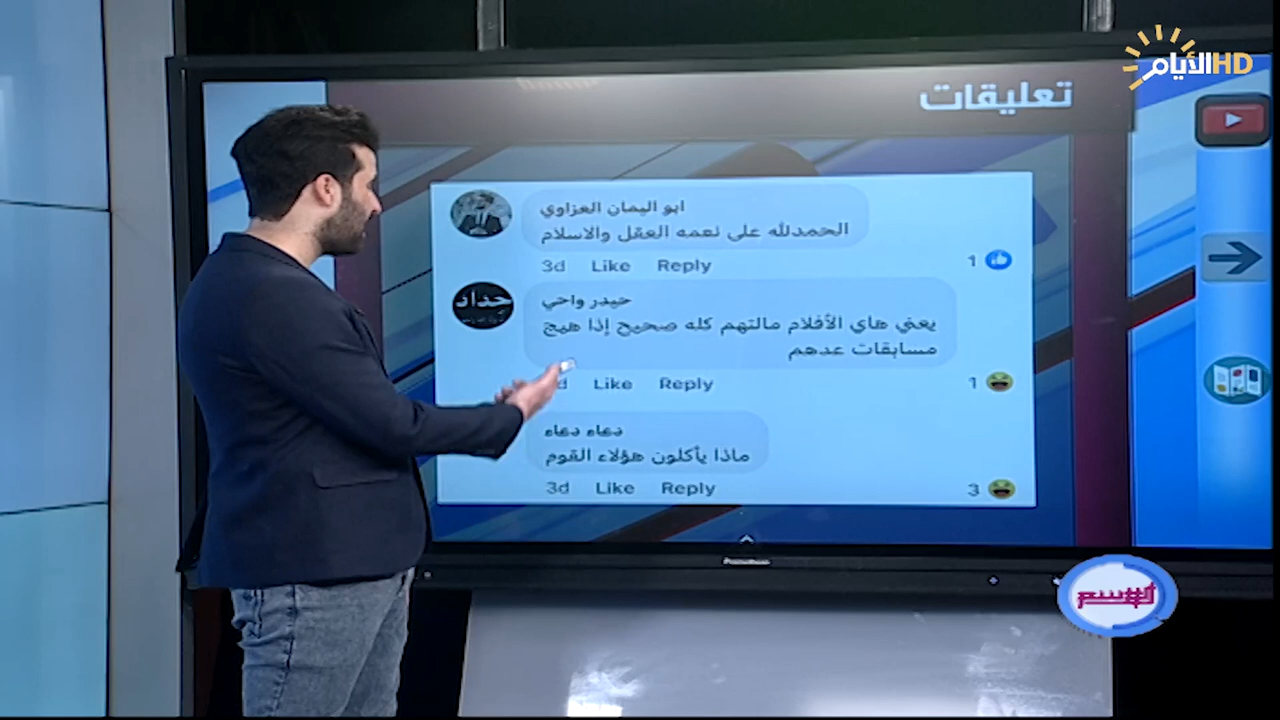 الأيام HD
تعليقات
ابو اليمان العزاوي
الحمدلله على نعمه العقل والاسلام
3d Like Reply 1
حداد
حيدر واحي
يعني هاي الأفلام مالتهم كله صحيح إذا هيج
مسابقات عدهم
Like Reply 1
دعاء دعاء
ماذا يأكلون هؤلاء القوم
3d Like Reply 3
Promethean